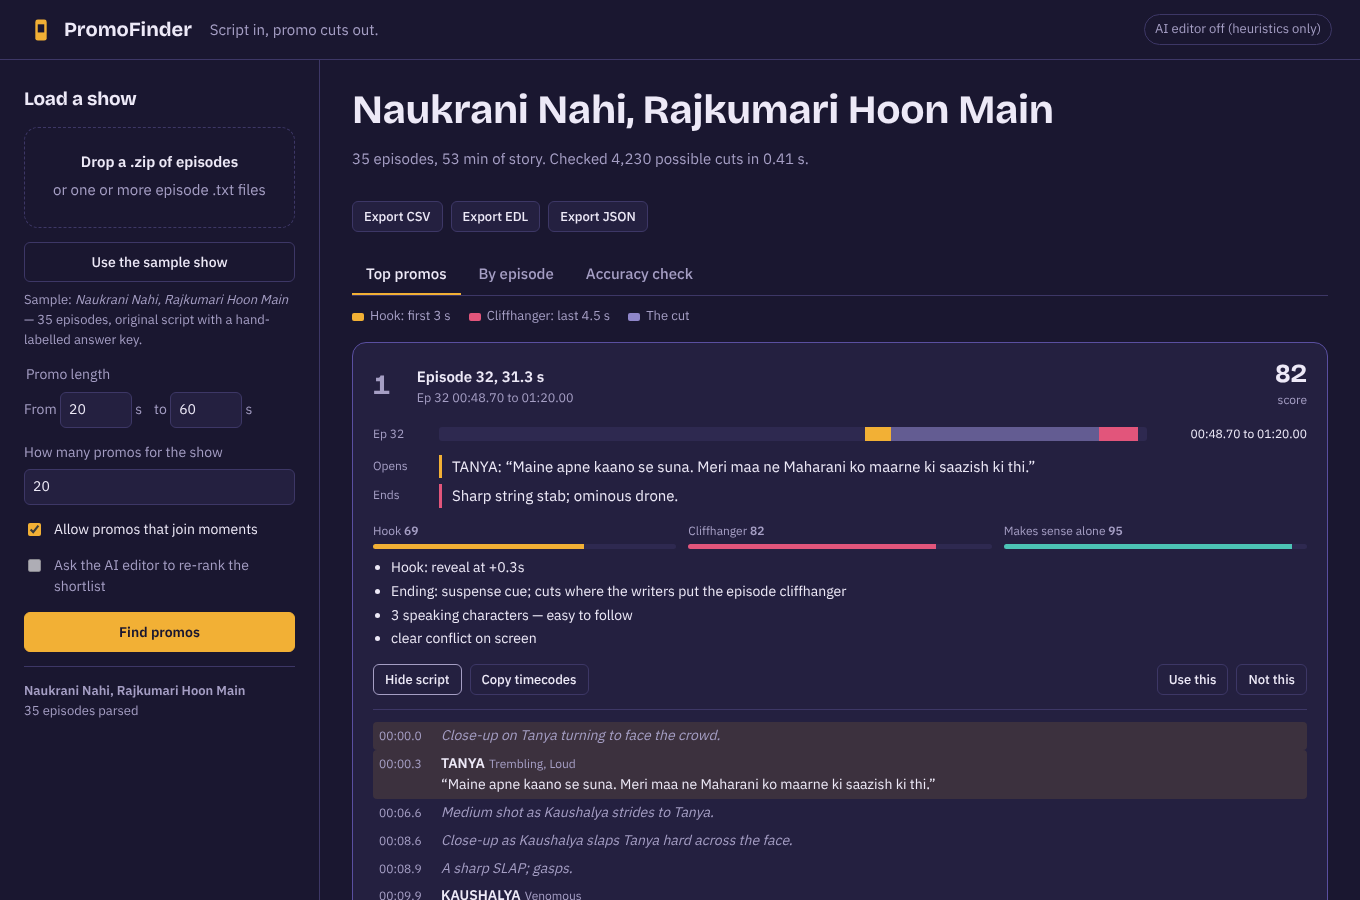 PromoFinder
Script in, promo cuts out.
AI editor off (heuristics only)
Load a show
Drop a .zip of episodes
or one or more episode .txt files
Use the sample show
Sample: Naukrani Nahi, Rajkumari Hoon Main
— 35 episodes, original script with a hand-
labelled answer key.
Promo length
From 20 s to 60 s
How many promos for the show
20
Allow promos that join moments
Ask the AI editor to re-rank the
shortlist
Find promos
Naukrani Nahi, Rajkumari Hoon Main
35 episodes parsed
Naukrani Nahi, Rajkumari Hoon Main
35 episodes, 53 min of story. Checked 4,230 possible cuts in 0.41 s.
Export CSV Export EDL Export JSON
Top promos By episode Accuracy check
Hook: first 3 s Cliffhanger: last 4.5 s The cut
1 Episode 32, 31.3 s 82
Ep 32 00:48.70 to 01:20.00 score
Ep 32 00:48.70 to 01:20.00
Opens TANYA: “Maine apne kaano se suna. Meri maa ne Maharani ko maarne ki saazish ki thi.”
Ends Sharp string stab; ominous drone.
Hook 69 Cliffhanger 82 Makes sense alone 95
• Hook: reveal at +0.3s
• Ending: suspense cue; cuts where the writers put the episode cliffhanger
• 3 speaking characters — easy to follow
• clear conflict on screen
Hide script Copy timecodes Use this Not this
00:00.0 Close-up on Tanya turning to face the crowd.
00:00.3 TANYA Trembling, Loud
“Maine apne kaano se suna. Meri maa ne Maharani ko maarne ki saazish ki thi.”
00:06.6 Medium shot as Kaushalya strides to Tanya.
00:08.6 Close-up as Kaushalya slaps Tanya hard across the face.
00:08.9 A sharp SLAP; gasps.
00:09.9 KAUSHALYA Venomous